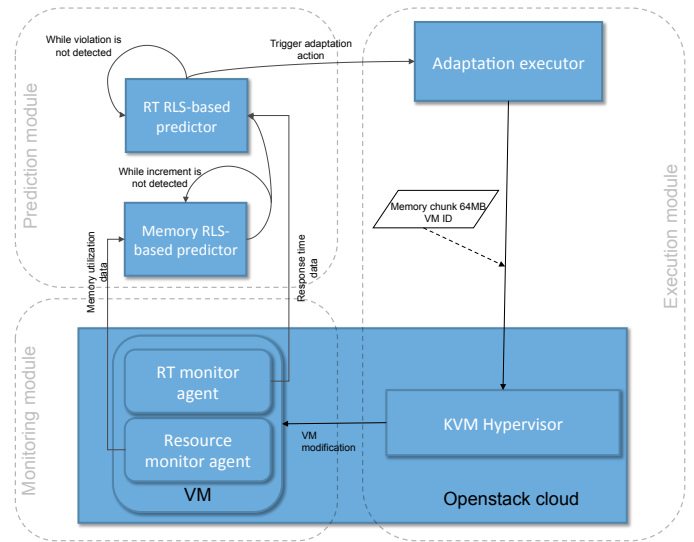 While violation is
not detected
Trigger adaptation
action
Adaptation executor
RT RLS-based
predictor
Prediction module
While increment is
not detected
Memory chunk 64MB
VM ID
Memory RLS-
based predictor
Execution module
Memory utilization
data
Response time
data
Monitoring module
RT monitor
agent
KVM Hypervisor
Resource
monitor agent
VM
modification
VM
Openstack cloud